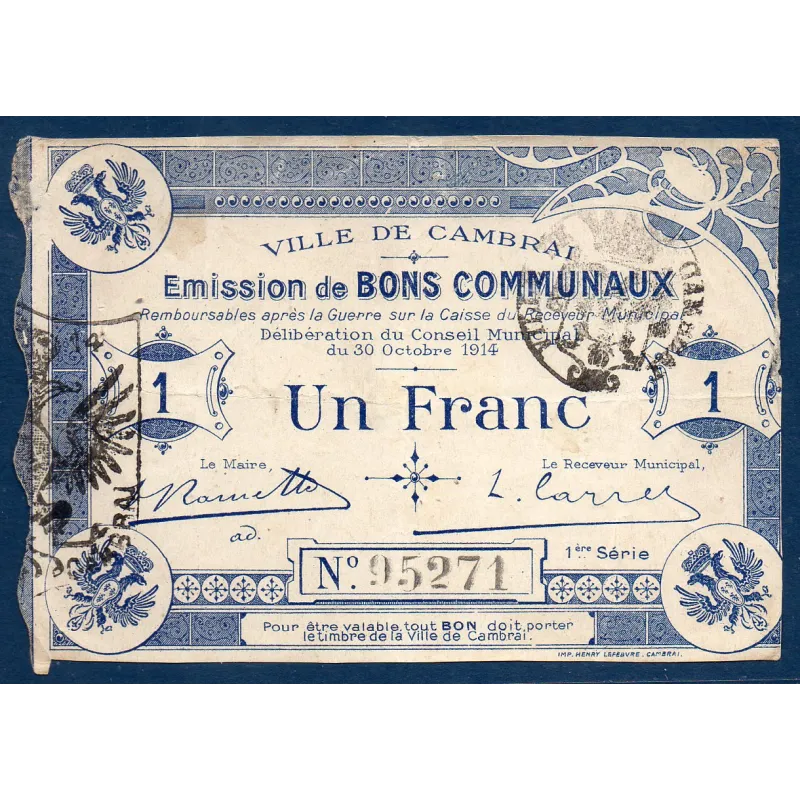 VILLE DE CAMBRAI
Emission de BONS COMMUNAUX
Remboursables après la Guerre sur la Caisse du Receveur Municipal
Délibération du Conseil Municipal
du 30 Octobre 1914
1 Un Franc 1
Le Maire, Le Receveur Municipal,
ad.
1ère Série
No. 95271
Pour être valable, tout BON doit porter
le timbre de la Ville de Cambrai.
IMP. HENRY LEFEBVRE. CAMBRAI.